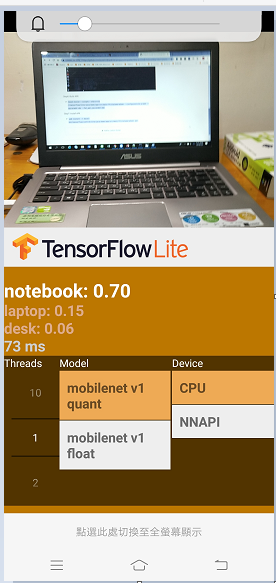 ASUS
TensorFlow Lite
notebook: 0.70
laptop: 0.15
desk: 0.06
73 ms
Threads Model Device
10 mobilenet v1 quant CPU
1 mobilenet v1 float NNAPI
2
點選此處切換至全螢幕顯示